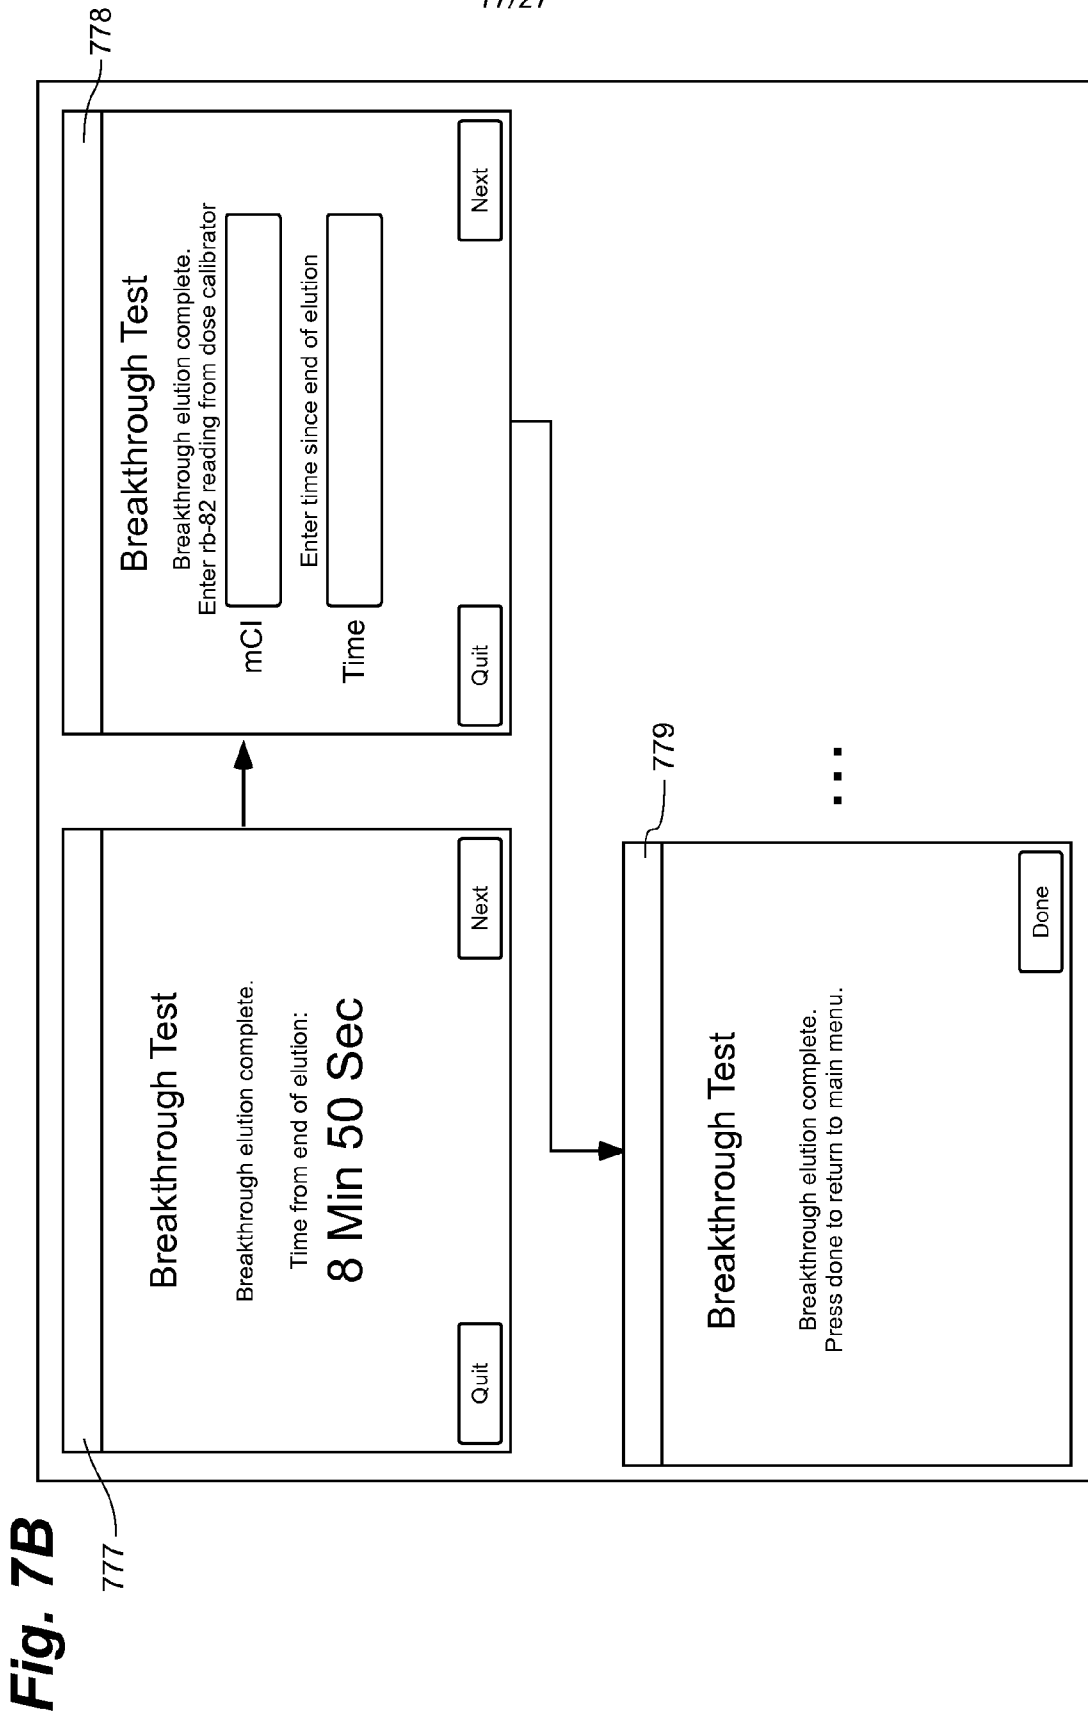 17/27
Fig. 7B
777
Breakthrough Test
Breakthrough elution complete.
Time from end of elution:
8 Min 50 Sec
Quit
Next
778
Breakthrough Test
Breakthrough elution complete.
Enter rb-82 reading from dose calibrator
mCI
Enter time since end of elution
Time
Quit
Next
779
Breakthrough Test
Breakthrough elution complete.
Press done to return to main menu.
Done
...